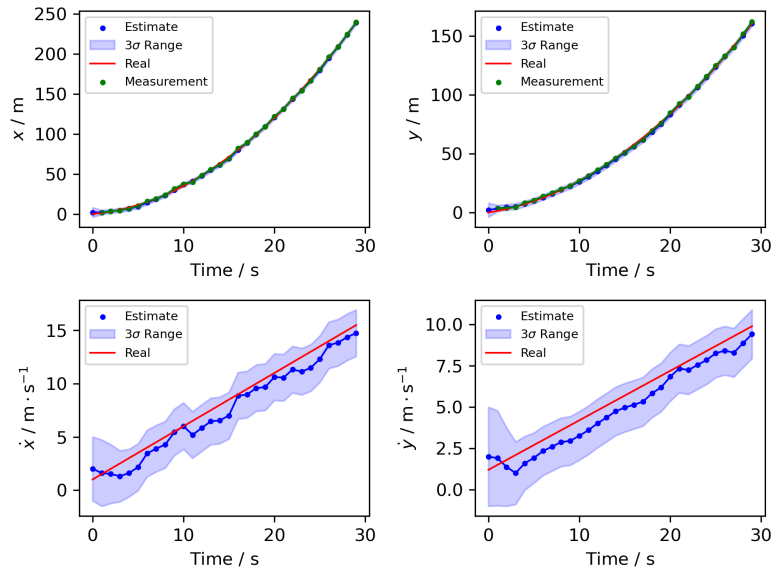 250
200
150
100
50
0
x / m
Estimate
3σ Range
Real
Measurement
0 10 20 30
Time / s
150
100
50
0
y / m
Estimate
3σ Range
Real
Measurement
0 10 20 30
Time / s
15
10
5
0
ẋ / m · s⁻¹
Estimate
3σ Range
Real
0 10 20 30
Time / s
10.0
7.5
5.0
2.5
0.0
ẏ / m · s⁻¹
Estimate
3σ Range
Real
0 10 20 30
Time / s